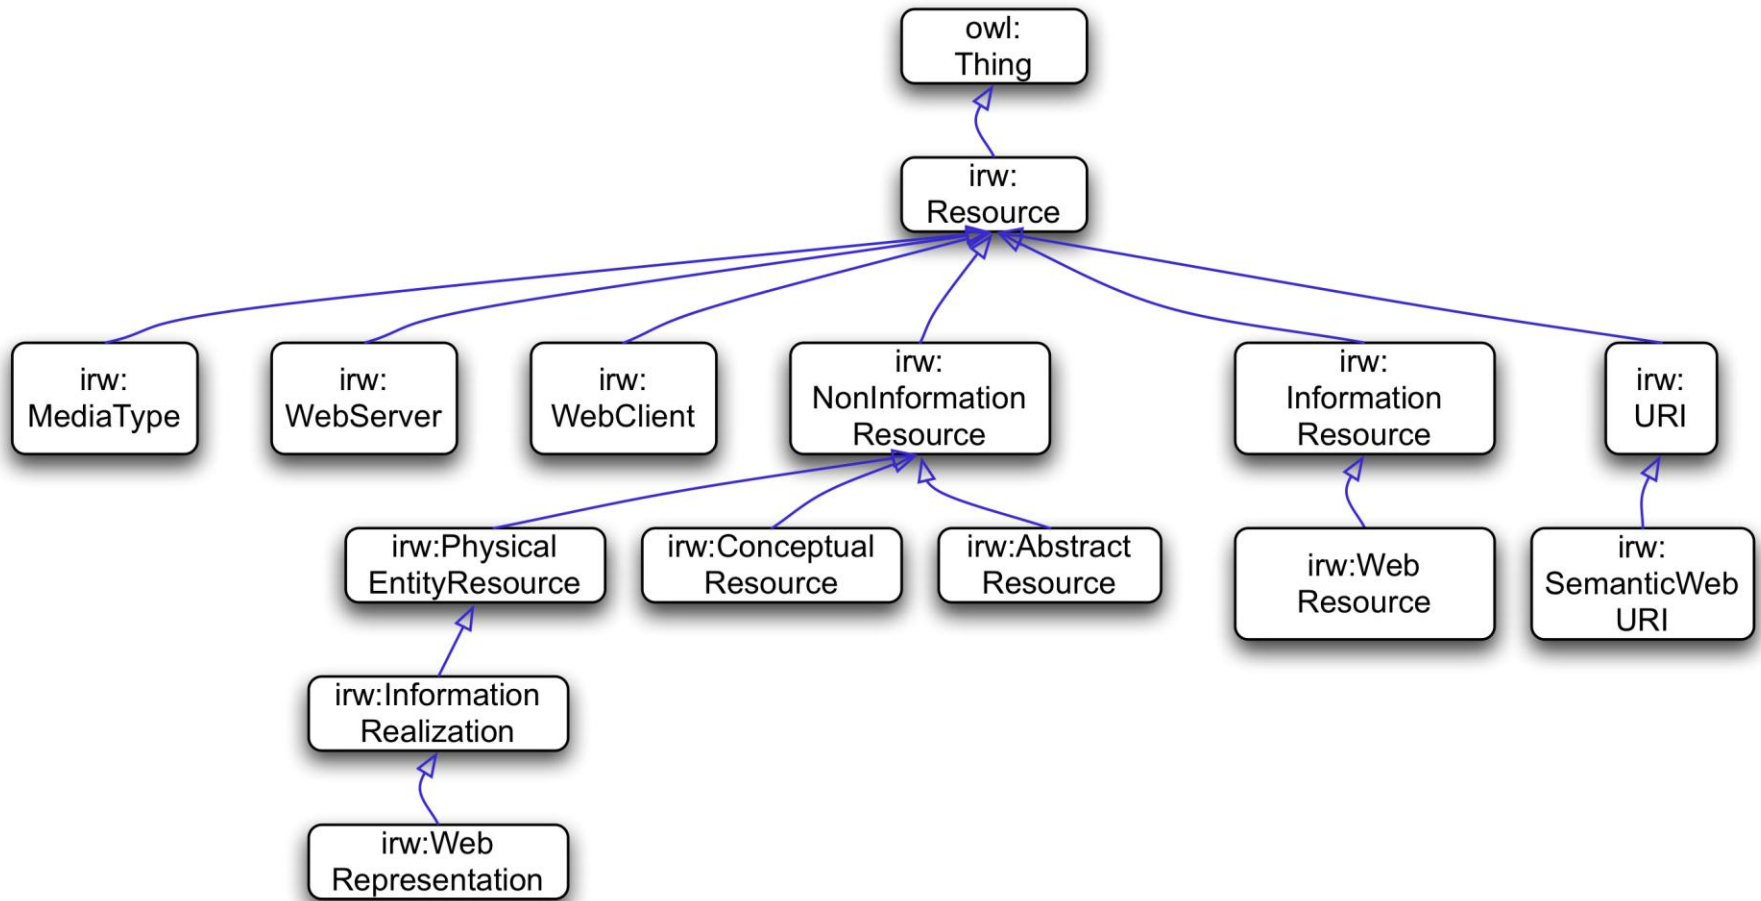 owl:
Thing
irw:
Resource
irw:
MediaType
irw:
WebServer
irw:
WebClient
irw:
NonInformation
Resource
irw:
Information
Resource
irw:
URI
irw:Physical
EntityResource
irw:Conceptual
Resource
irw:Abstract
Resource
irw:Web
Resource
irw:
SemanticWeb
URI
irw:Information
Realization
irw:Web
Representation